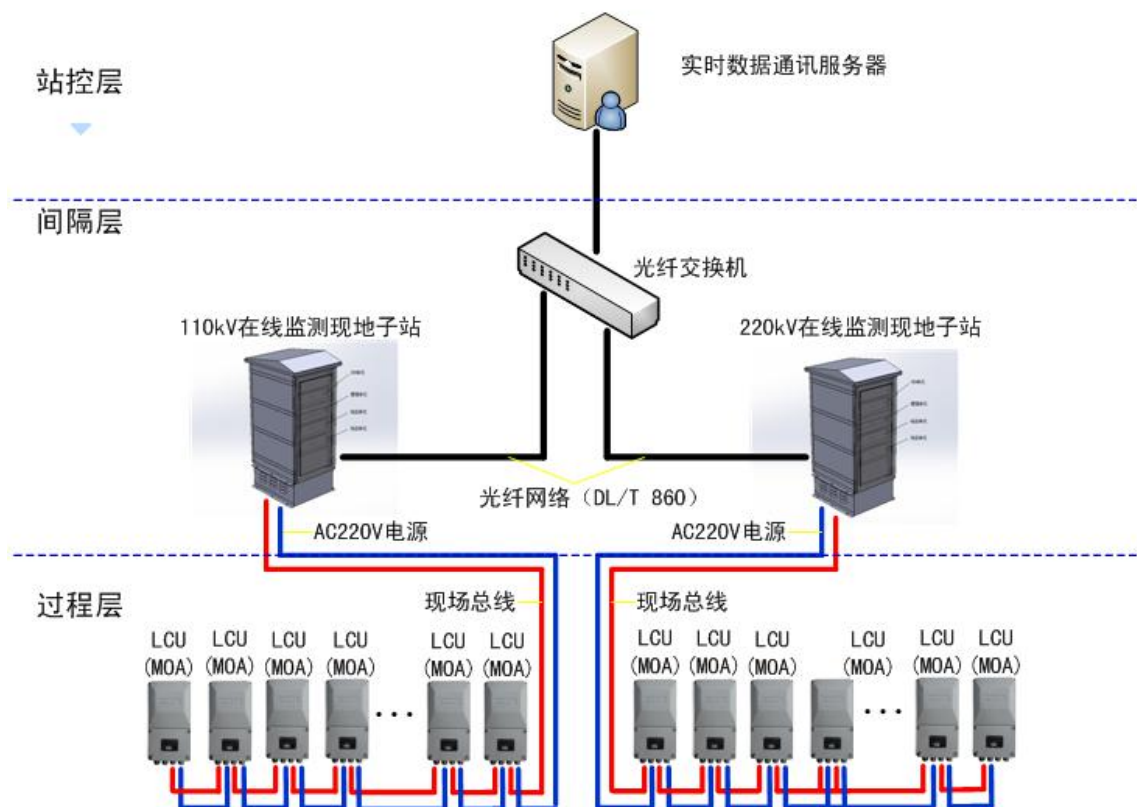 实时数据通讯服务器
站控层
间隔层
光纤交换机
110kV在线监测现地子站
220kV在线监测现地子站
光纤网络（DL/T 860）
AC220V电源
AC220V电源
过程层
现场总线
现场总线
LCU LCU LCU LCU LCU LCU
(MOA) (MOA) (MOA) (MOA) (MOA) (MOA)
LCU LCU LCU LCU LCU LCU
(MOA) (MOA) (MOA) (MOA) (MOA) (MOA)